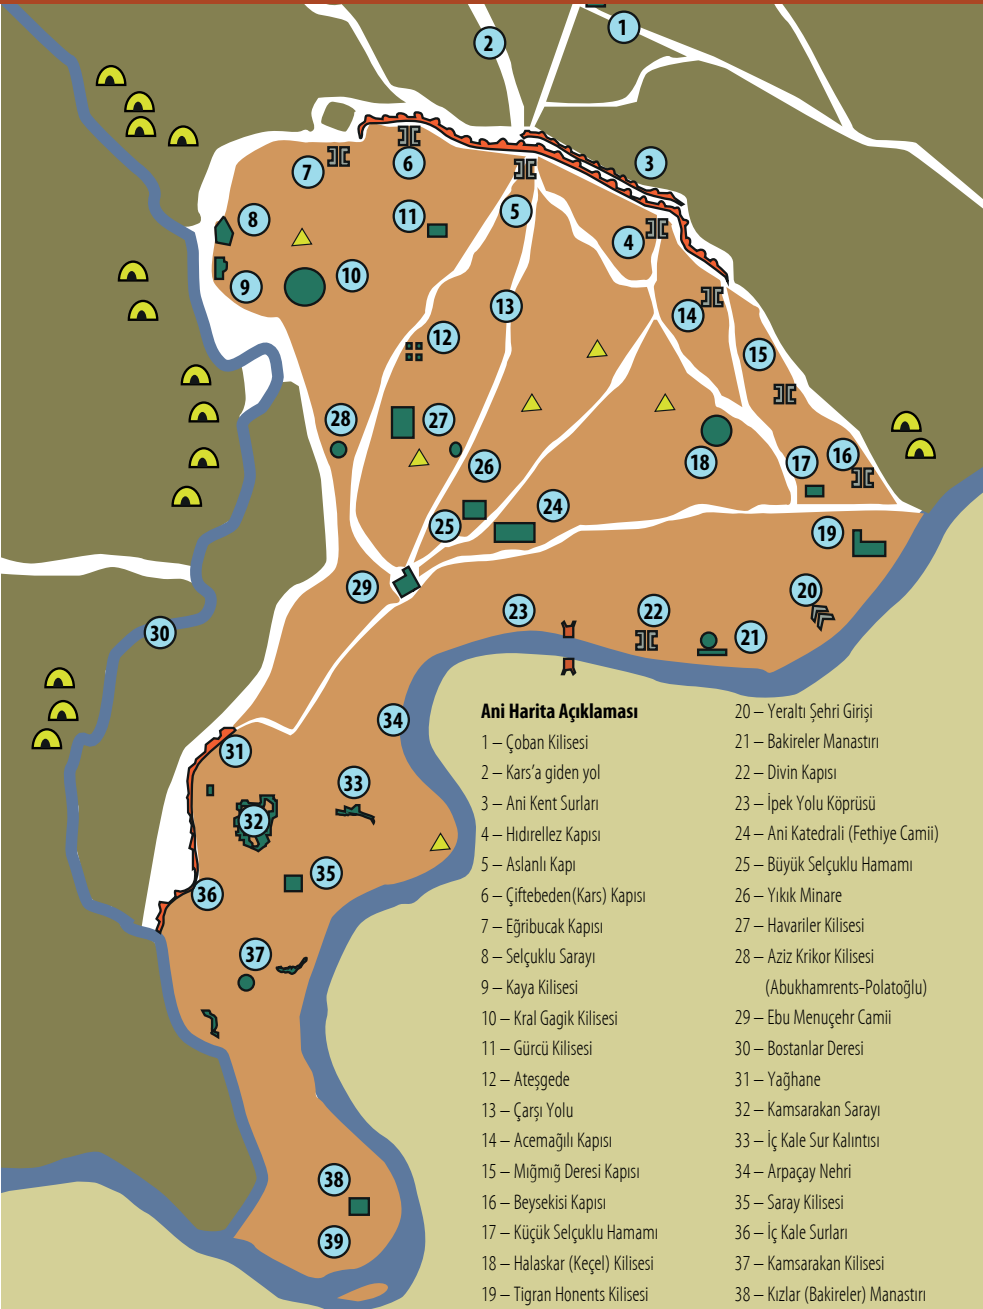 1
2
3
6
7
5
11
8
4
10
9
13
14
12
15
28
27
16
26
17
18
24
25
19
29
20
23
22
21
30
34
31
33
32
35
36
37
38
39
Ani Harita Açıklaması
1 – Çoban Kilisesi
2 – Kars’a giden yol
3 – Ani Kent Surları
4 – Hıdırellez Kapısı
5 – Aslanlı Kapı
6 – Çiftebeden(Kars) Kapısı
7 – Eğribucak Kapısı
8 – Selçuklu Sarayı
9 – Kaya Kilisesi
10 – Kral Gagik Kilisesi
11 – Gürcü Kilisesi
12 – Ateşgede
13 – Çarşı Yolu
14 – Acemağılı Kapısı
15 – Mığmığ Deresi Kapısı
16 – Beysekisi Kapısı
17 – Küçük Selçuklu Hamamı
18 – Halaskar (Keçel) Kilisesi
19 – Tigran Honents Kilisesi
20 – Yeraltı Şehri Girişi
21 – Bakireler Manastırı
22 – Divin Kapısı
23 – İpek Yolu Köprüsü
24 – Ani Katedrali (Fethiye Camii)
25 – Büyük Selçuklu Hamamı
26 – Yıkık Minare
27 – Havariler Kilisesi
28 – Aziz Krikor Kilisesi
(Abukhamrents-Polatoğlu)
29 – Ebu Menuçehr Camii
30 – Bostanlar Deresi
31 – Yağhane
32 – Kamsarakan Sarayı
33 – İç Kale Sur Kalıntısı
34 – Arpaçay Nehri
35 – Saray Kilisesi
36 – İç Kale Surları
37 – Kamsarakan Kilisesi
38 – Kızlar (Bakireler) Manastırı